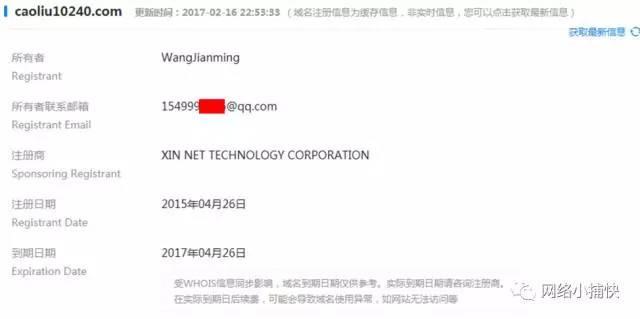 caoliu10240.com 更新时间：2017-02-16 22:53:33 （ 域名注册信息为缓存信息，非实时信息，您可以点击获取最新信息）
获取最新信息
所有者 WangJianming
Registrant
所有者联系邮箱 154999 @qq.com
Registrant Email
注册商 XIN NET TECHNOLOGY CORPORATION
Sponsoring Registrant
注册日期 2015年04月26日
Registrant Date
到期日期 2017年04月26日
Expiration Date
受WHOIS信息同步影响，域名到期日期仅供参考。实际到期日期请咨询注册商。
在实际到期日后续费，可能会导致域名使用异常，如网站无法访问等
网络小捕快